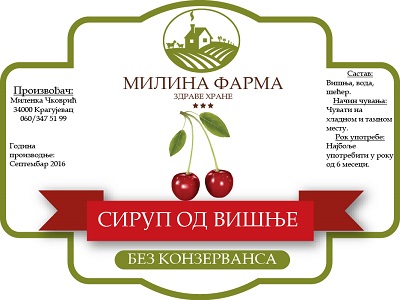 МИЛИНА ФАРМА
ЗДРАВЕ ХРАНЕ
Произвођач:
Миленка Чковрић
34000 Крагујевац
060/347 51 99
Година
производње:
Септембар 2016
Састав:
Вишња, вода,
шећер.
Начин чувања:
Чувати на
хладном и тамном
месту.
Рок употребе:
Најбоље
употребити у року
од 6 месеци.
СИРУП ОД ВИШЊЕ
БЕЗ КОНЗЕРВАНСА